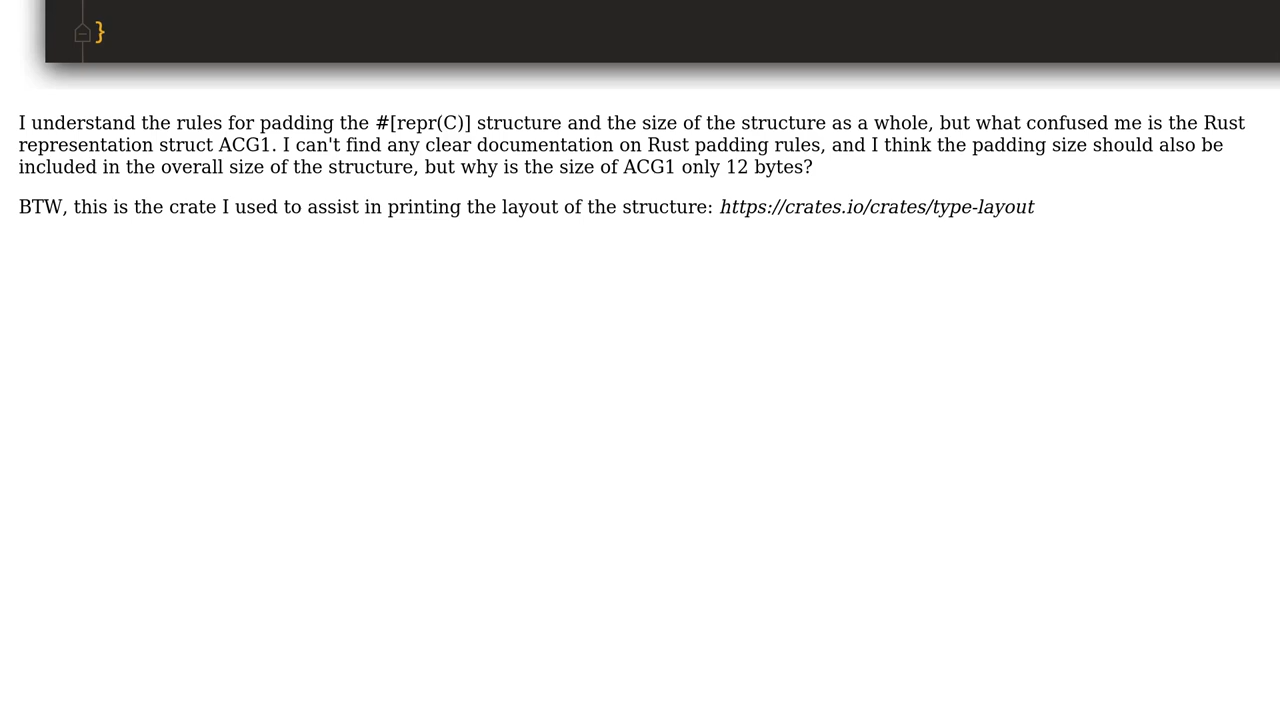 }
I understand the rules for padding the #[repr(C)] structure and the size of the structure as a whole, but what confused me is the Rust
representation struct ACG1. I can't find any clear documentation on Rust padding rules, and I think the padding size should also be
included in the overall size of the structure, but why is the size of ACG1 only 12 bytes?
BTW, this is the crate I used to assist in printing the layout of the structure: https://crates.io/crates/type-layout